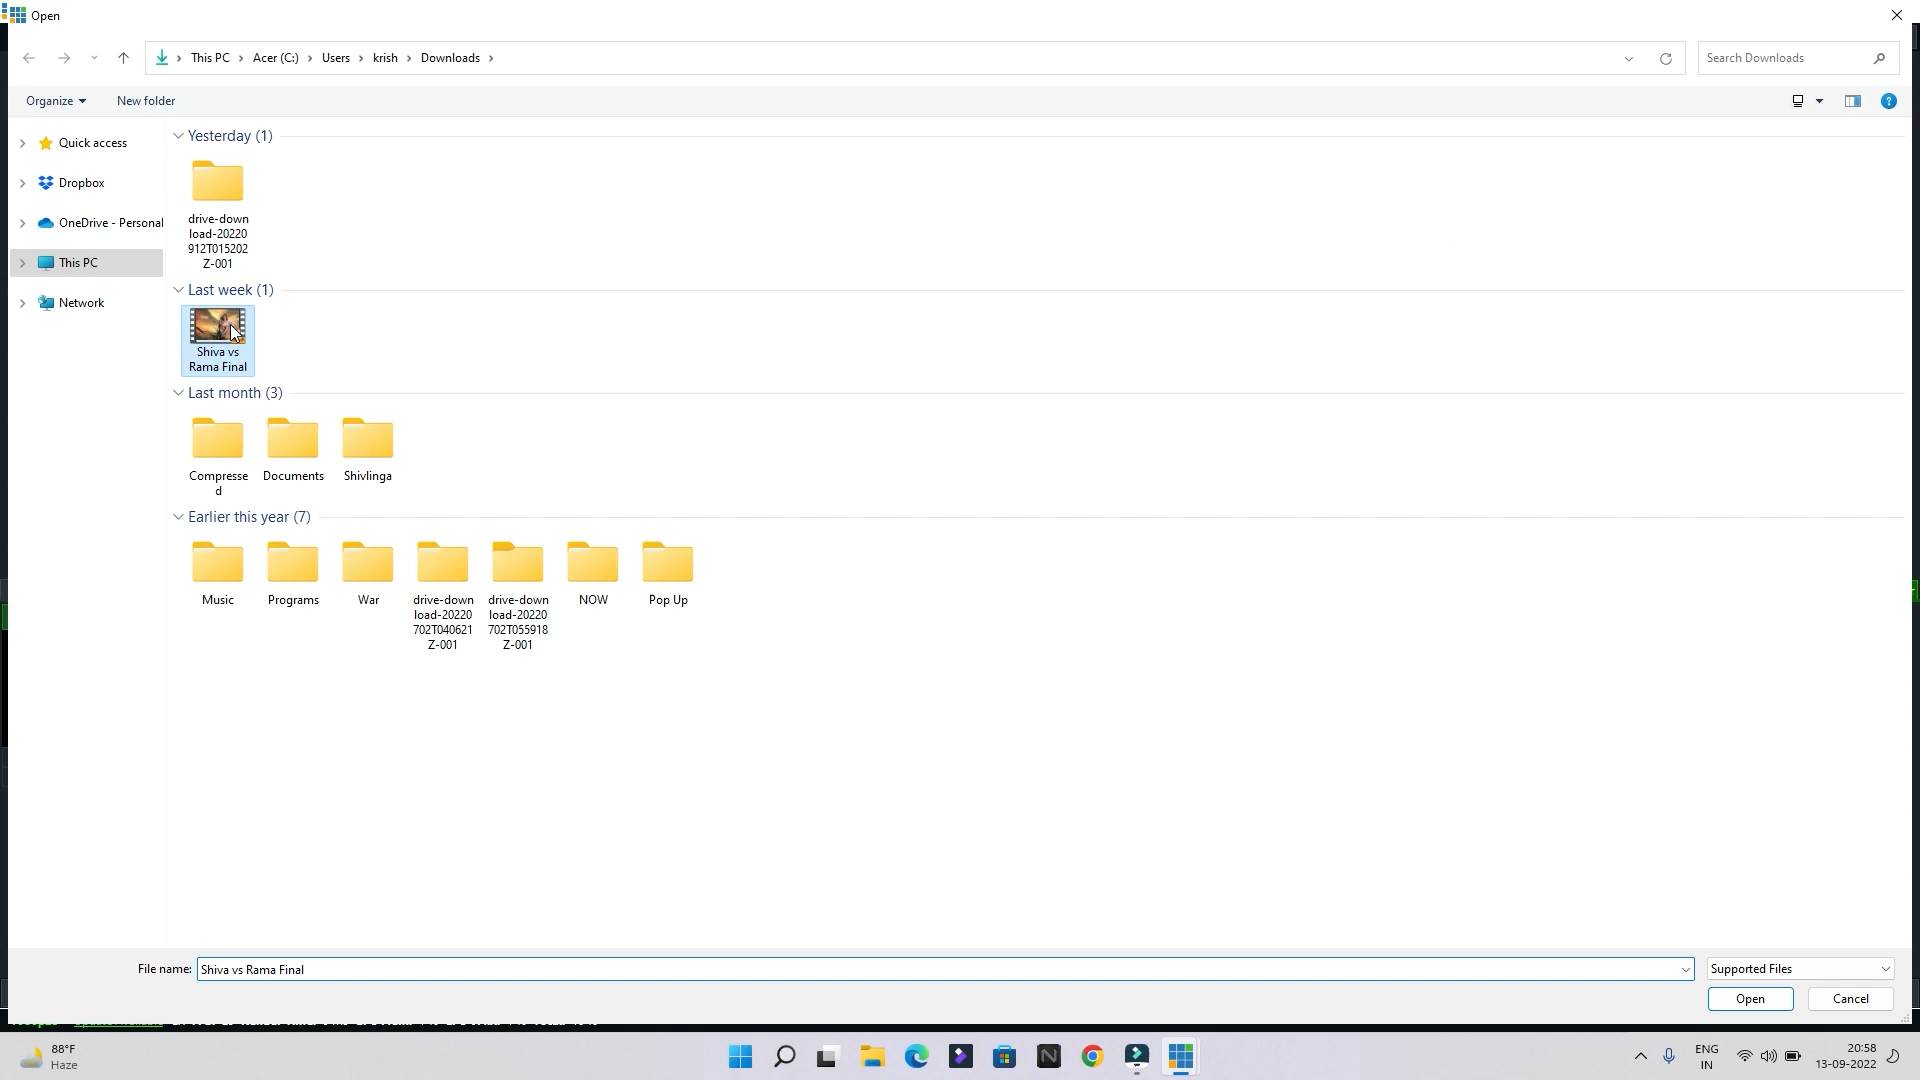 Open
This PC
Acer (C:)
Users
krish
Downloads
Search Downloads
Organize
New folder
Quick access
Dropbox
OneDrive - Personal
This PC
Network
Yesterday (1)
drive-down
load-20220
912T015202
Z-001
Last week (1)
Shiva vs
Rama Final
Last month (3)
Compresse
d
Documents
Shivlinga
Earlier this year (7)
Music
Programs
War
drive-down
load-20220
702T040621
Z-001
drive-down
load-20220
702T055918
Z-001
NOW
Pop Up
File name:
Shiva vs Rama Final
Supported Files
Open
Cancel
88°F
Haze
ENG
IN
20:58
13-09-2022